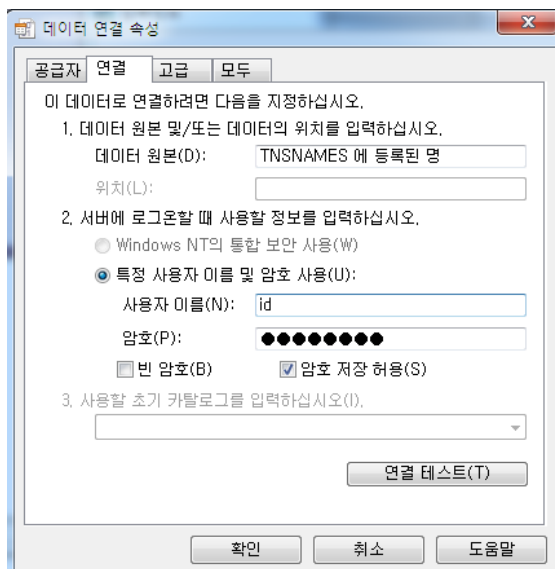 데이터 연결 속성
공급자 연결 고급 모두
이 데이터로 연결하려면 다음을 지정하십시오.
1. 데이터 원본 및/또는 데이터의 위치를 입력하십시오.
데이터 원본(D): TNSNAMES 에 등록된 명
위치(L):
2. 서버에 로그온할 때 사용할 정보를 입력하십시오.
Windows NT의 통합 보안 사용(W)
특정 사용자 이름 및 암호 사용(U):
사용자 이름(N): id
암호(P): ●●●●●●●●
빈 암호(B) 암호 저장 허용(S)
3. 사용할 초기 카탈로그를 입력하십시오(I).
연결 테스트(T)
확인 취소 도움말